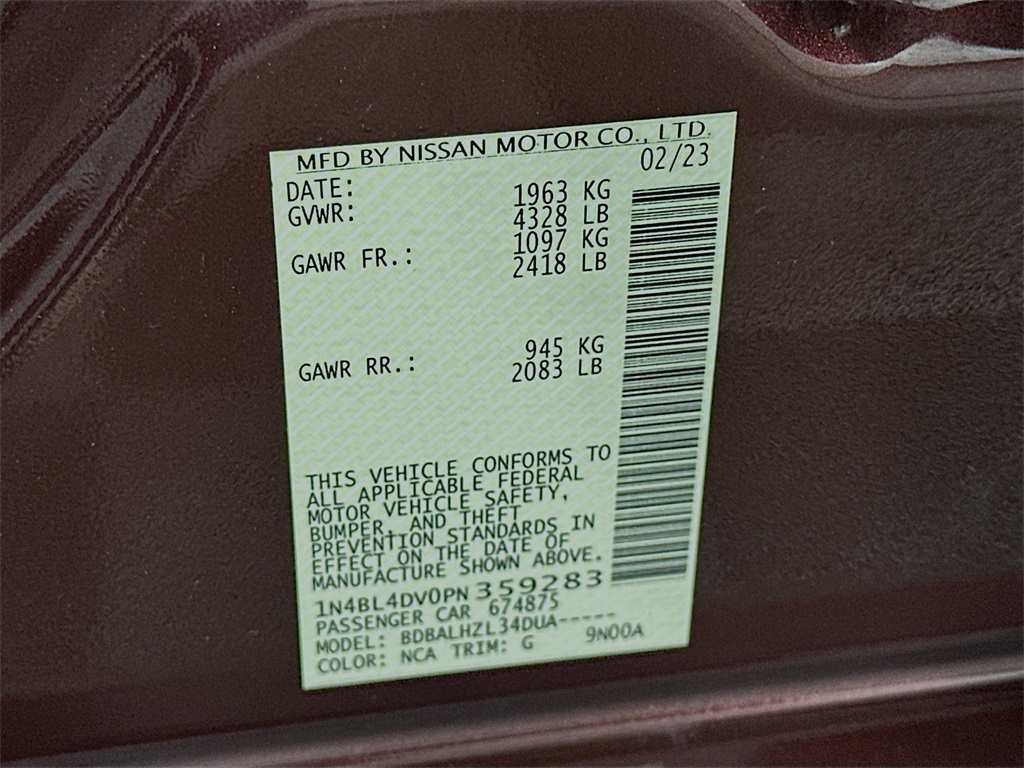 MFD BY NISSAN MOTOR CO., LTD.
DATE: 02/23
GVWR: 1963 KG
4328 LB
GAWR FR.: 1097 KG
2418 LB
GAWR RR.: 945 KG
2083 LB
THIS VEHICLE CONFORMS TO
ALL APPLICABLE FEDERAL
MOTOR VEHICLE SAFETY,
BUMPER, AND THEFT
PREVENTION STANDARDS IN
EFFECT ON THE DATE OF
MANUFACTURE SHOWN ABOVE.
1N4BL4DV0PN359283
PASSENGER CAR 674875
MODEL: BDBALHZL34DUA-----
COLOR: NCA TRIM: G 9N00A